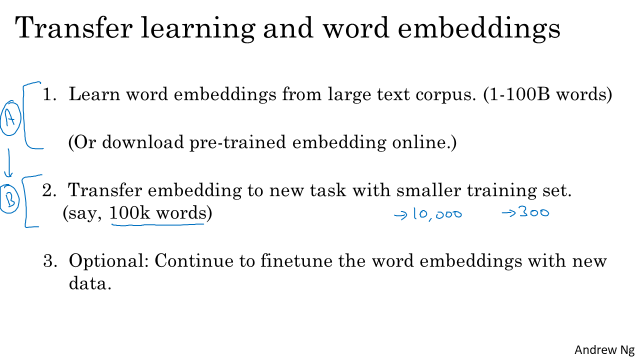 Transfer learning and word embeddings
A
1. Learn word embeddings from large text corpus. (1-100B words)
(Or download pre-trained embedding online.)
B
2. Transfer embedding to new task with smaller training set.
(say, 100k words)
→10,000 →300
3. Optional: Continue to finetune the word embeddings with new
data.
Andrew Ng